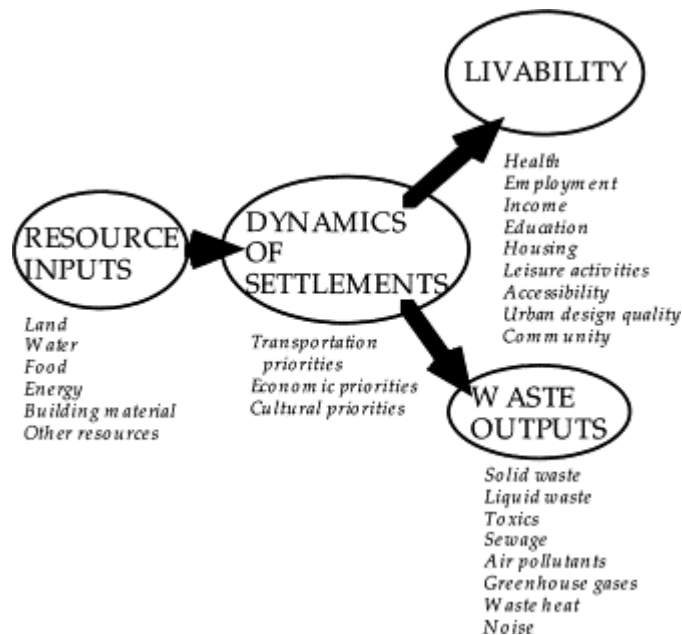 LIVABILITY
Health
Employment
Income
Education
Housing
Leisure activities
Accessibility
Urban design quality
Community
RESOURCE
INPUTS
Land
Water
Food
Energy
Building material
Other resources
DYNAMICS
OF
SETTLEMENTS
Transportation
priorities
Economic priorities
Cultural priorities
WASTE
OUTPUTS
Solid waste
Liquid waste
Toxics
Sewage
Air pollutants
Greenhouse gases
Waste heat
Noise